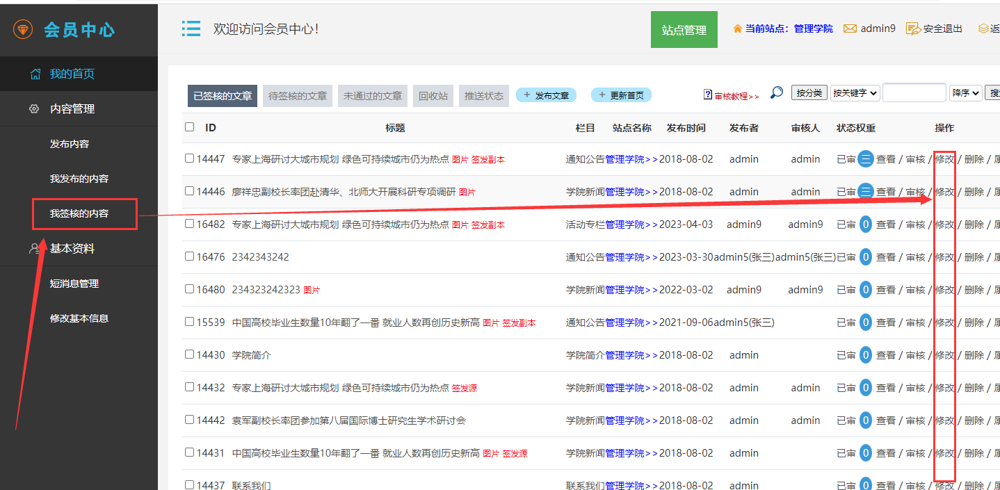 会员中心
欢迎访问会员中心！
站点管理
当前站点：管理学院
admin9
安全退出
返
我的首页
内容管理
发布内容
我发布的内容
我签核的内容
基本资料
短消息管理
修改基本信息
已签核的文章 待签核的文章 未通过的文章 回收站 推送状态 + 发布文章 + 更新首页
审核教程>> 按分类 按关键字 降序 搜
ID 标题 栏目 站点名称 发布时间 发布者 审核人 状态权重 操作
14447 专家上海研讨大城市规划 绿色可持续城市仍为热点 图片 签发副本 通知公告管理学院>>2018-08-02 admin admin 已审 三 查看 / 审核 / 修改 / 删除 / 属
14446 廖祥忠副校长率团赴清华、北师大开展科研专项调研 图片 学院新闻管理学院>>2018-08-02 admin admin 已审 三 查看 / 审核 / 修改 / 删除 / 属
16482 专家上海研讨大城市规划 绿色可持续城市仍为热点 图片 签发副本 活动专栏管理学院>>2023-04-03 admin9 admin9 已审 0 查看 / 审核 / 修改 / 删除 / 属
16476 2342343242 通知公告管理学院>>2023-03-30admin5(张三)admin5(张三)已审 0 查看 / 审核 / 修改 / 删除 / 属
16480 234323242323 图片 学院新闻管理学院>>2022-03-02 admin9 admin9 已审 0 查看 / 审核 / 修改 / 删除 / 属
15539 中国高校毕业生数量10年翻了一番 就业人数再创历史新高 图片 签发副本 通知公告管理学院>>2021-09-06admin5(张三) 已审 0 查看 / 审核 / 修改 / 删除 / 属
14430 学院简介 学院简介管理学院>>2018-08-02 admin 已审 0 查看 / 审核 / 修改 / 删除 / 属
14432 专家上海研讨大城市规划 绿色可持续城市仍为热点 签发源 学院新闻管理学院>>2018-08-02 admin admin 已审 0 查看 / 审核 / 修改 / 删除 / 属
14442 袁军副校长率团参加第八届国际博士研究生学术研讨会 学院新闻管理学院>>2018-08-02 admin admin 已审 0 查看 / 审核 / 修改 / 删除 / 属
14431 中国高校毕业生数量10年翻了一番 就业人数再创历史新高 图片 签发源 学院新闻管理学院>>2018-08-02 admin 已审 0 查看 / 审核 / 修改 / 删除 / 属
14437 联系我们 联系我们管理学院>>2018-08-02 admin 已审 0 查看 / 审核 / 修改 / 删除 / 属